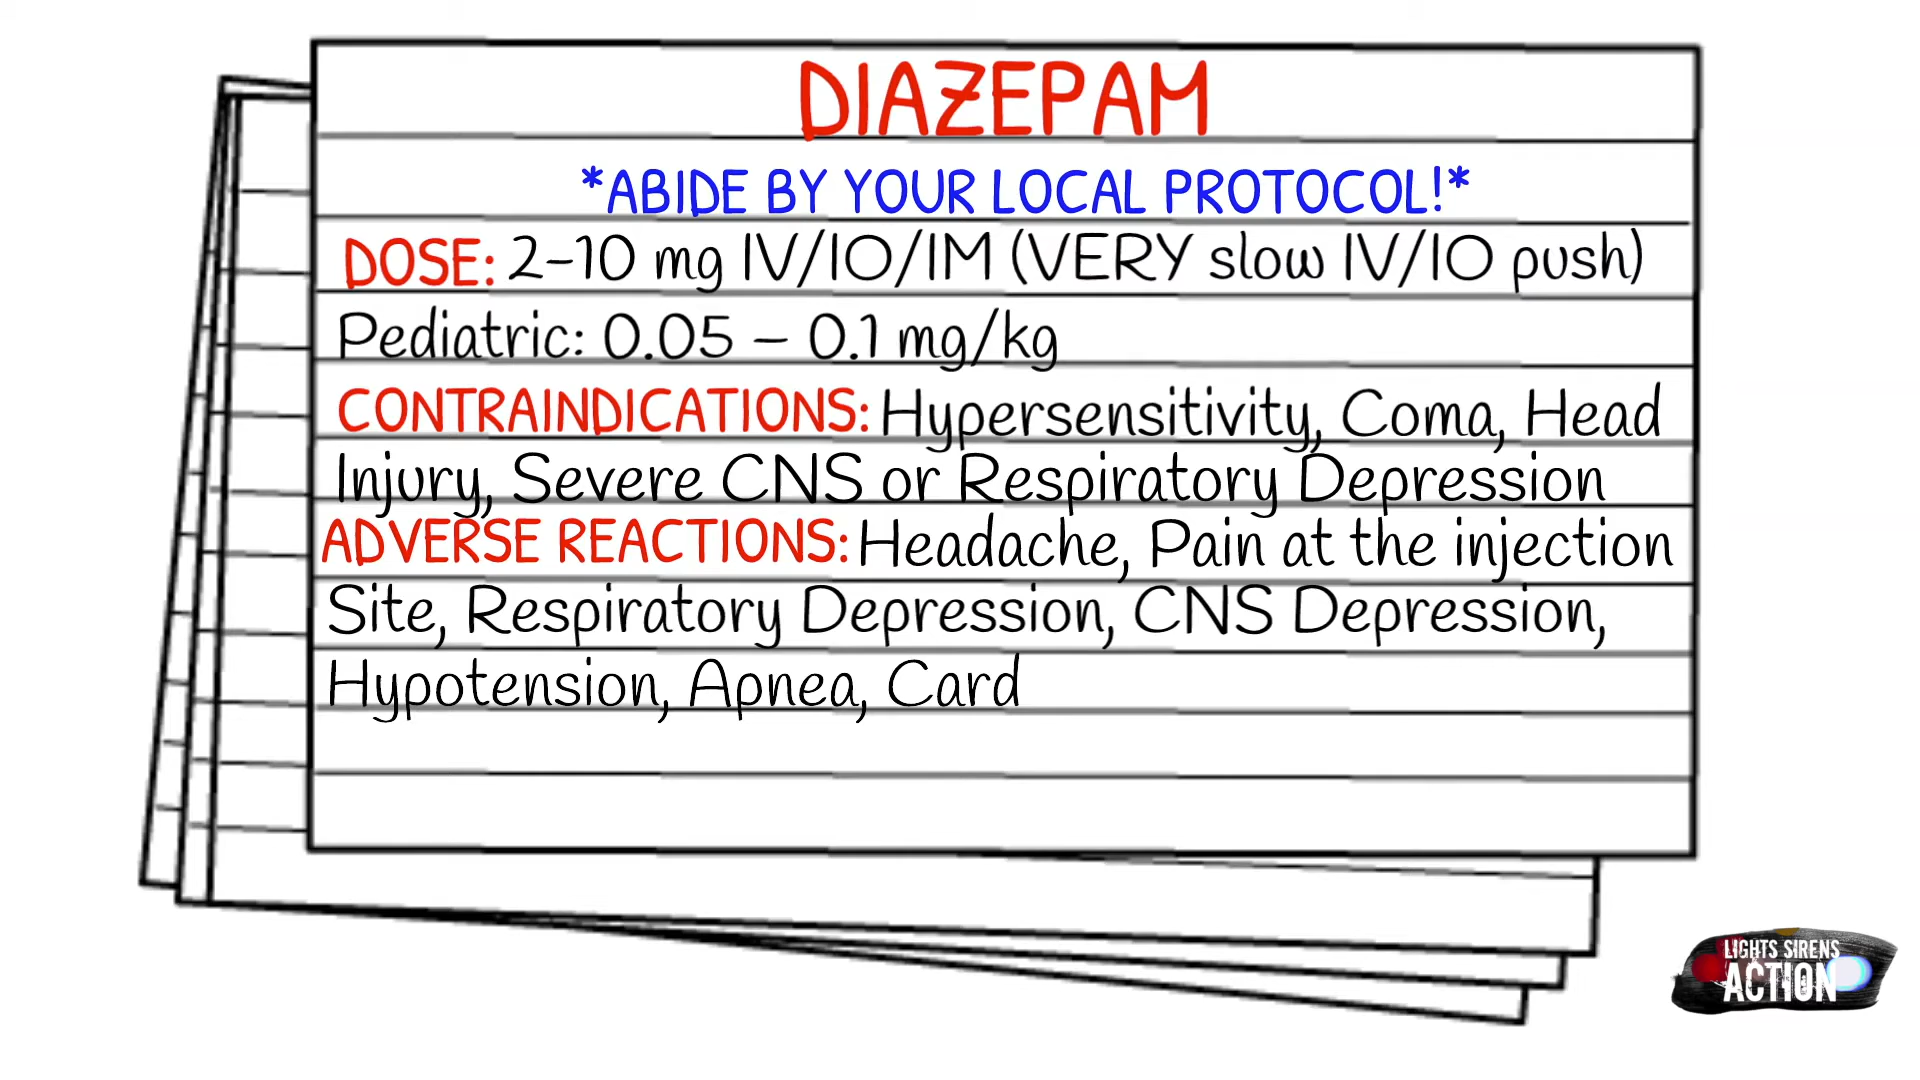 DIAZEPAM
*ABIDE BY YOUR LOCAL PROTOCOL!*
DOSE: 2-10 mg IV/IO/IM (VERY slow IV/IO push)
Pediatric: 0.05 – 0.1 mg/kg
CONTRAINDICATIONS: Hypersensitivity, Coma, Head
Injury, Severe CNS or Respiratory Depression
ADVERSE REACTIONS: Headache, Pain at the injection
Site, Respiratory Depression, CNS Depression,
Hypotension, Apnea, Card
LIGHTS SIRENS
ACTION